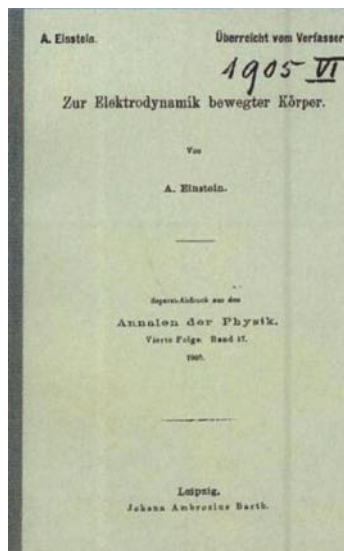 A. Einstein.
Überreicht vom Verfasser
1905 VI
Zur Elektrodynamik bewegter Körper.
Von
A. Einstein.
Separat-Abdruck aus den
Annalen der Physik.
Vierte Folge. Band 17.
1905.
Leipzig,
Johann Ambrosius Barth.